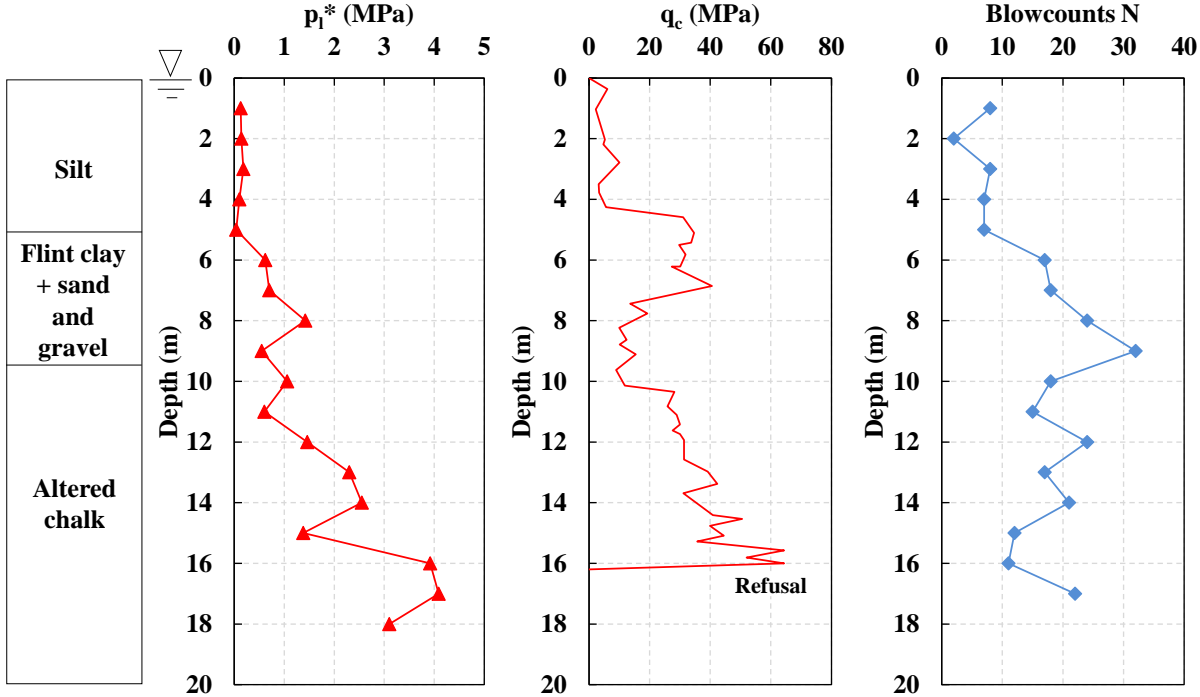 p_l* (MPa)
0 1 2 3 4 5
q_c (MPa)
0 20 40 60 80
Blowcounts N
0 10 20 30 40
Silt
Flint clay
+ sand
and
gravel
Altered
chalk
Depth (m)
0
2
4
6
8
10
12
14
16
18
20
Depth (m)
0
2
4
6
8
10
12
14
16
18
20
Refusal
Depth (m)
0
2
4
6
8
10
12
14
16
18
20